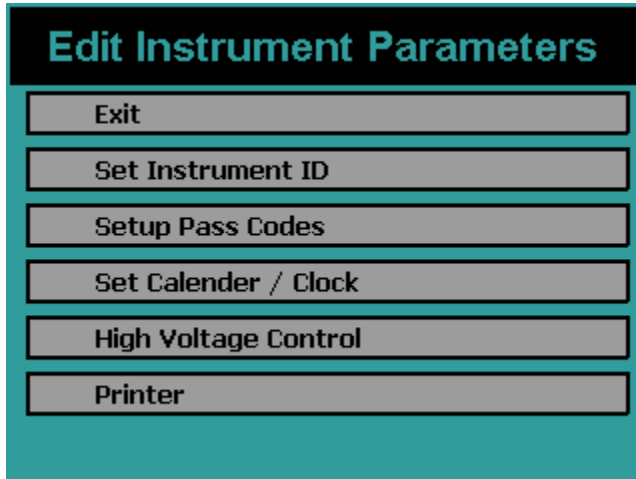 Edit Instrument Parameters
Exit
Set Instrument ID
Setup Pass Codes
Set Calender / Clock
High Voltage Control
Printer